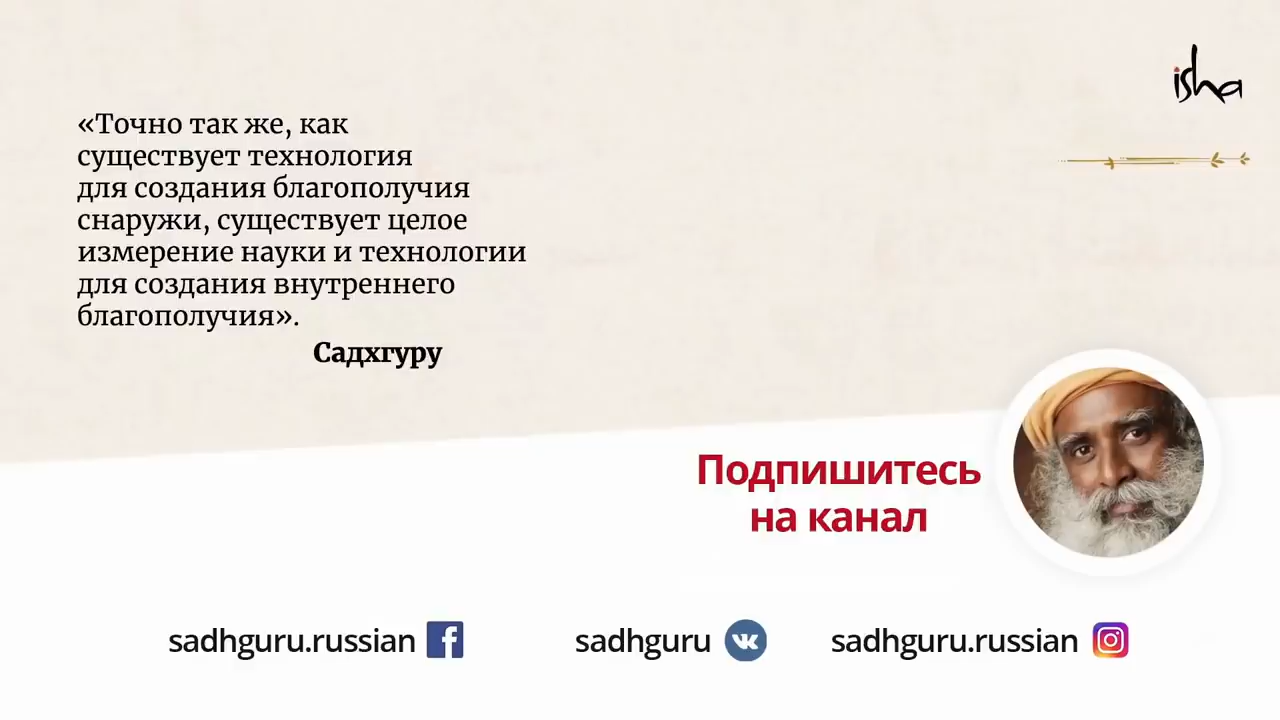 isha
«Точно так же, как
существует технология
для создания благополучия
снаружи, существует целое
измерение науки и технологии
для создания внутреннего
благополучия».
Садхгуру
Подпишитесь
на канал
sadhguru.russian
sadhguru
sadhguru.russian